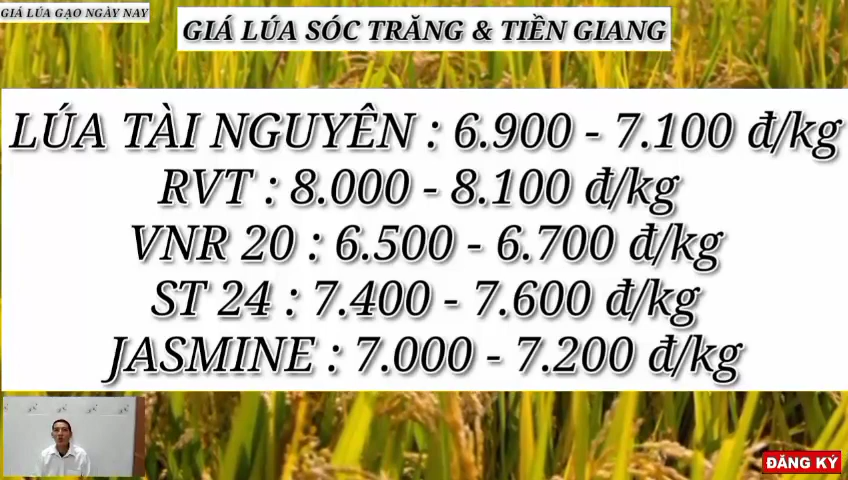 GIÁ LÚA GẠO NGÀY NAY
GIÁ LÚA SÓC TRĂNG & TIỀN GIANG
LÚA TÀI NGUYÊN : 6.900 - 7.100 đ/kg
RVT : 8.000 - 8.100 đ/kg
VNR 20 : 6.500 - 6.700 đ/kg
ST 24 : 7.400 - 7.600 đ/kg
JASMINE : 7.000 - 7.200 đ/kg
ĐĂNG KÝ